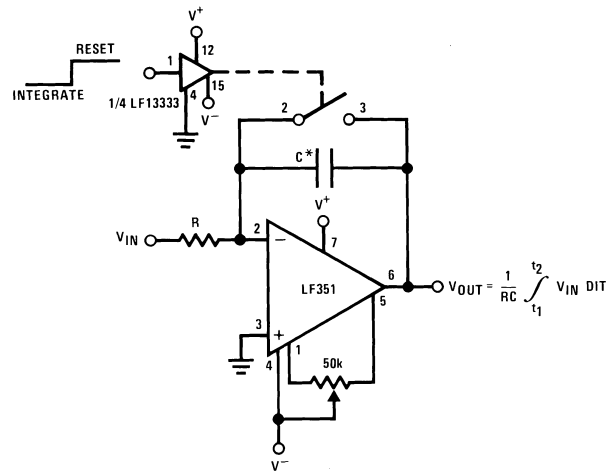 V+
RESET
INTEGRATE
1
12
4
15
V−
1/4 LF13333
2
3
C*
V+
R
VIN
2
−
7
LF351
6
VOUT = 1/RC ∫ t1 t2 VIN DIT
5
3
+
4
1
50k
V−